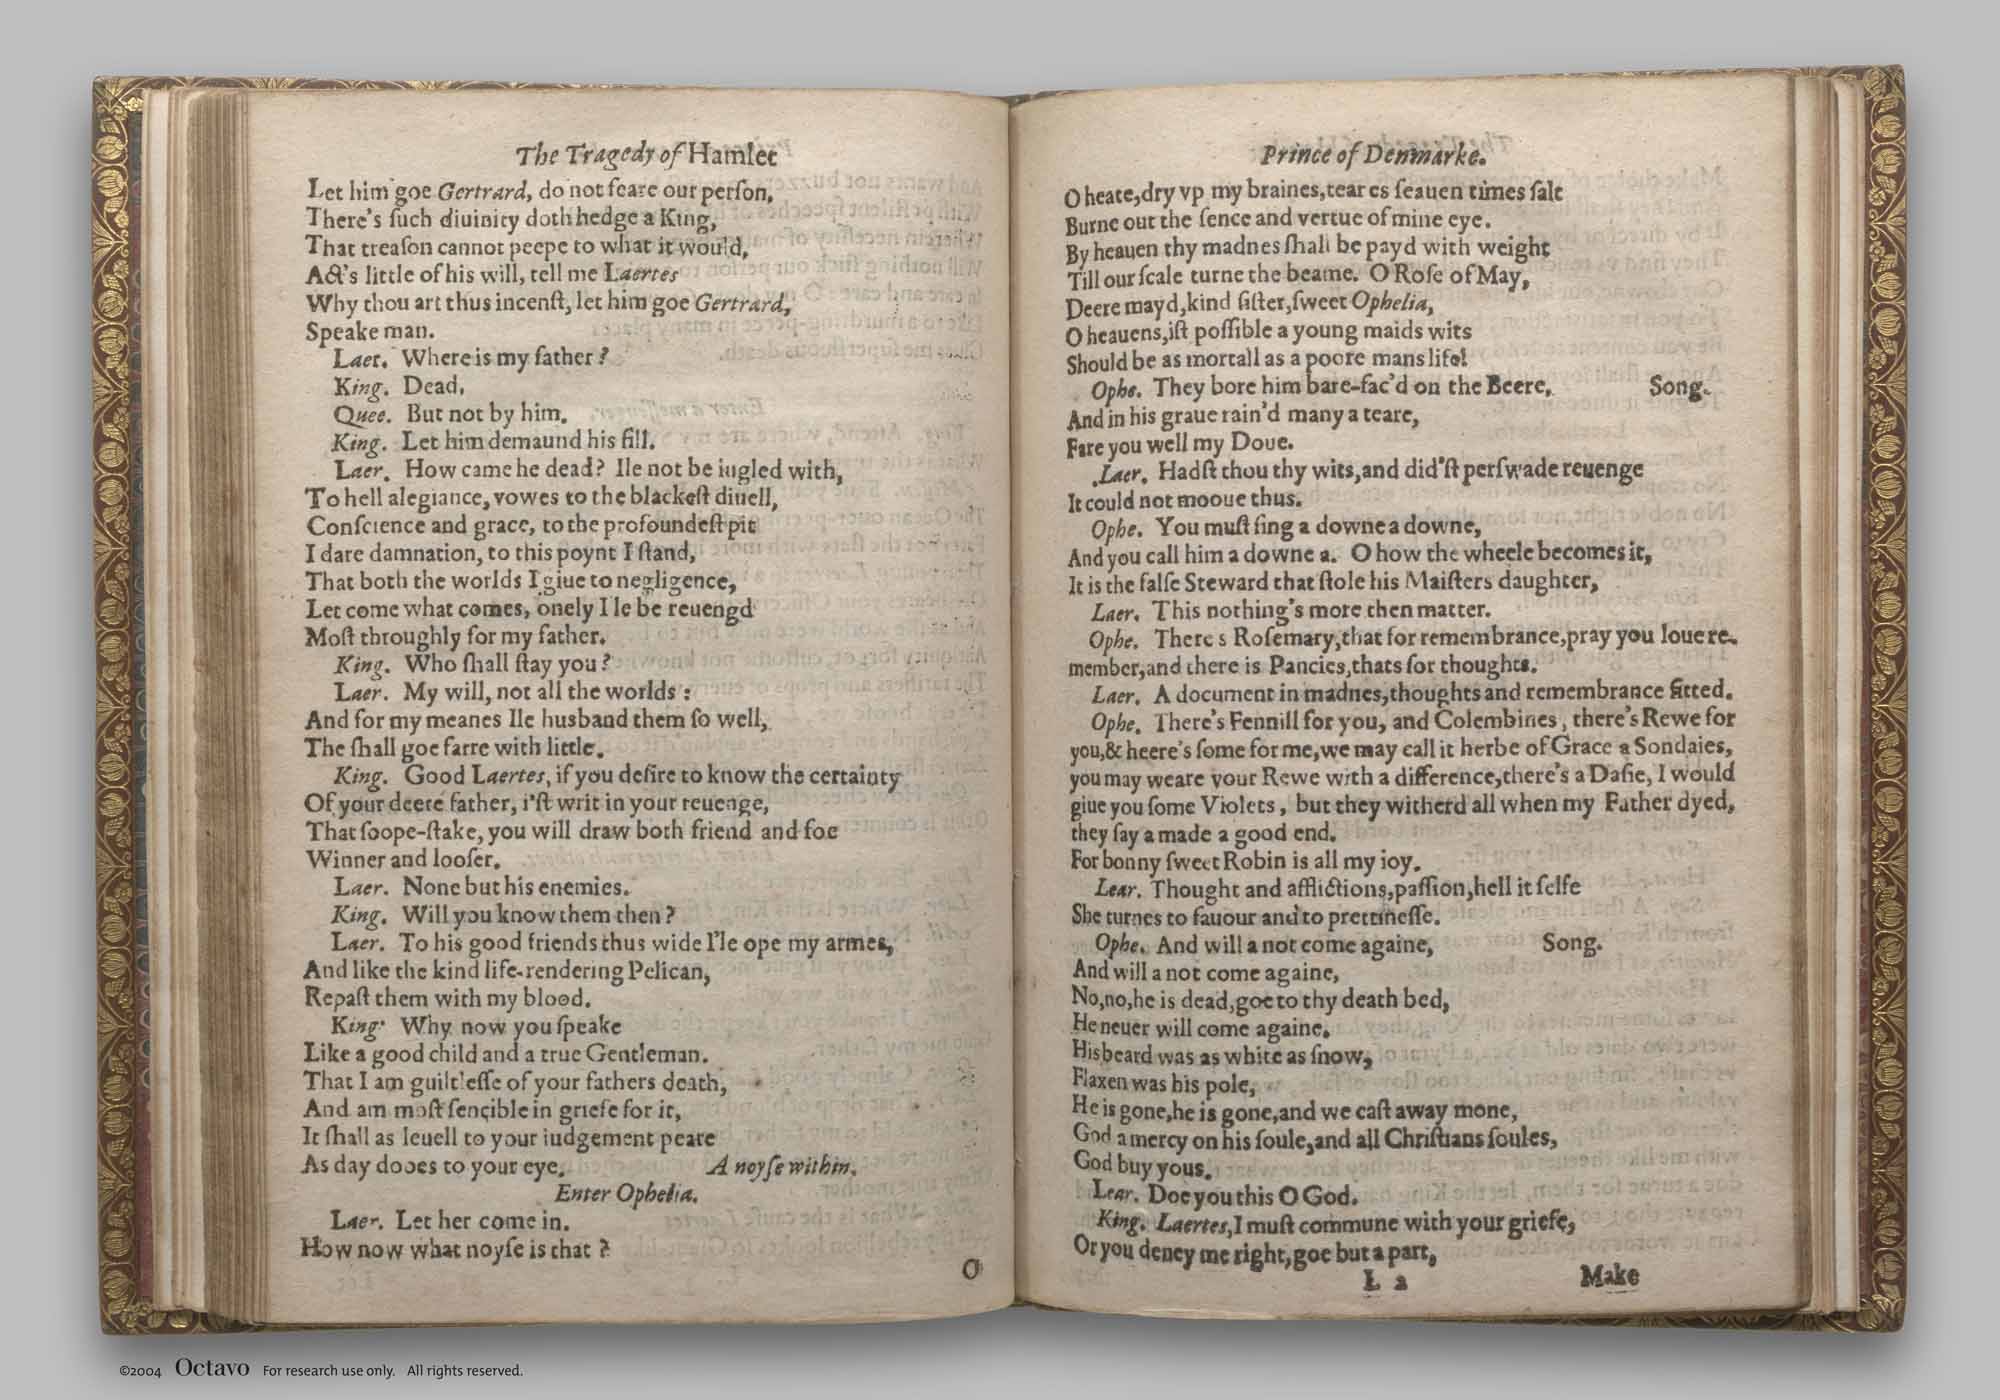 The Tragedy of Hamlet
Let him goe Gertrard, do not feare our perſon,
There's ſuch diuinity doth hedge a King,
That treaſon cannot peepe to what it would,
Act's little of his will, tell me Laertes
Why thou art thus incenſt, let him goe Gertrard,
Speake man.
Laer. Where is my father?
King. Dead.
Quee. But not by him.
King. Let him demaund his fill.
Laer. How came he dead? Ile not be iugled with,
To hell alegiance, vowes to the blackeſt diuell,
Conſcience and grace, to the profoundeſt pit
I dare damnation, to this poynt I ſtand,
That both the worlds I giue to negligence,
Let come what comes, onely I le be reuengd
Moſt throughly for my father.
King. Who ſhall ſtay you?
Laer. My will, not all the worlds:
And for my meanes Ile husband them ſo well,
The ſhall goe farre with little.
King. Good Laertes, if you deſire to know the certainty
Of your deere father, i'ſt writ in your reuenge,
That ſoope-ſtake, you will draw both friend and foe
Winner and looſer.
Laer. None but his enemies.
King. Will you know them then?
Laer. To his good friends thus wide I'le ope my armes,
And like the kind life-rendering Pelican,
Repaſt them with my blood.
King. Why now you ſpeake
Like a good child and a true Gentleman.
That I am guiltleſſe of your fathers death,
And am moſt ſencible in griefe for it,
It ſhall as leuell to your iudgement peare
As day dooes to your eye. A noyſe within.
Enter Ophelia.
Laer. Let her come in.
How now what noyſe is that?
O
Prince of Denmarke.
O heate, dry vp my braines, teares ſeauen times ſalt
Burne out the ſence and vertue of mine eye.
By heauen thy madnes ſhall be payd with weight
Till our ſcale turne the beame. O Roſe of May,
Deere mayd, kind ſiſter, ſweet Ophelia,
O heauens, iſt poſſible a young maids wits
Should be as mortall as a poore mans life!
Ophe. They bore him bare-fac'd on the Beere, Song.
And in his graue rain'd many a teare,
Fare you well my Doue.
Laer. Hadſt thou thy wits, and did'ſt perſwade reuenge
It could not mooue thus.
Ophe. You muſt ſing a downe a downe,
And you call him a downe a. O how the wheele becomes it,
It is the falſe Steward that ſtole his Maiſters daughter,
Laer. This nothing's more then matter.
Ophe. There s Roſemary, that for remembrance, pray you loue re-
member, and there is Pancies, thats for thoughts.
Laer. A document in madnes, thoughts and remembrance fitted.
Ophe. There's Fennill for you, and Colembines, there's Rewe for
you, & heere's ſome for me, we may call it herbe of Grace a Sondaies,
you may weare your Rewe with a difference, there's a Daſie, I would
giue you ſome Violets, but they witherd all when my Father dyed,
they ſay a made a good end.
For bonny ſweet Robin is all my ioy.
Lear. Thought and afflictions, paſſion, hell it ſelfe
She turnes to fauour and to prettineſſe.
Ophe. And will a not come againe, Song.
And will a not come againe,
No, no, he is dead, goe to thy death bed,
He neuer will come againe.
His beard was as white as ſnow,
Flaxen was his pole,
He is gone, he is gone, and we caſt away mone,
God a mercy on his ſoule, and all Chriſtians ſoules,
God buy yous.
Lear. Doe you this O God.
King. Laertes, I muſt commune with your griefe,
Or you deney me right, goe but a part,
L 2
Make
©2004 Octavo For research use only. All rights reserved.